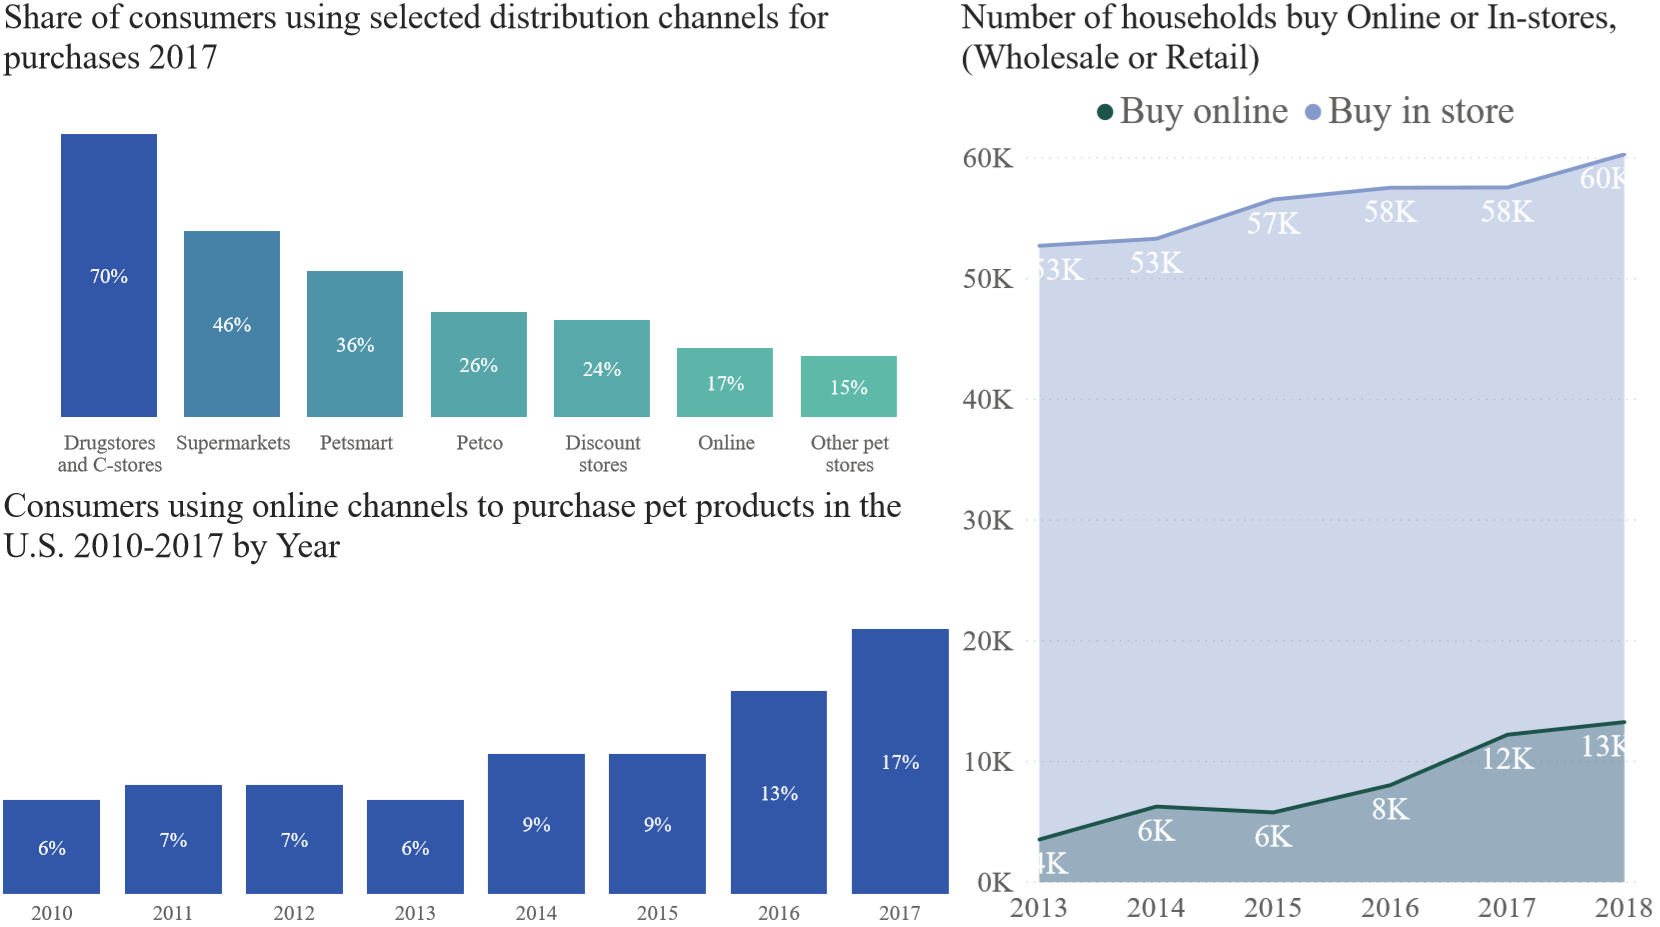 Share of consumers using selected distribution channels for
purchases 2017
70%
46%
36%
26%
24%
17%
15%
Drugstores
and C-stores
Supermarkets
Petsmart
Petco
Discount
stores
Online
Other pet
stores
Consumers using online channels to purchase pet products in the
U.S. 2010-2017 by Year
6%
7%
7%
6%
9%
9%
13%
17%
2010
2011
2012
2013
2014
2015
2016
2017
Number of households buy Online or In-stores,
(Wholesale or Retail)
Buy online
Buy in store
60K
50K
40K
30K
20K
10K
0K
53K
53K
57K
58K
58K
60K
4K
6K
6K
8K
12K
13K
2013
2014
2015
2016
2017
2018